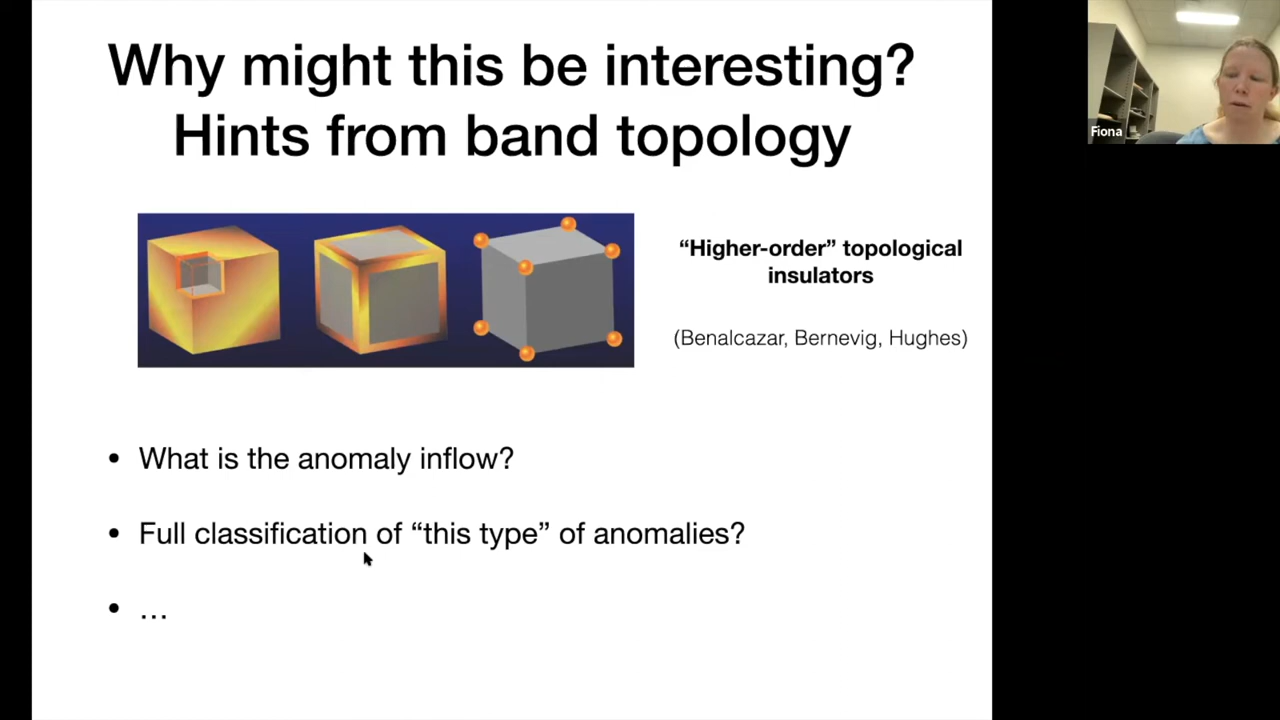 Why might this be interesting?
Hints from band topology
“Higher-order” topological
insulators
(Benalcazar, Bernevig, Hughes)
• What is the anomaly inflow?
• Full classification of “this type” of anomalies?
• …
Fiona